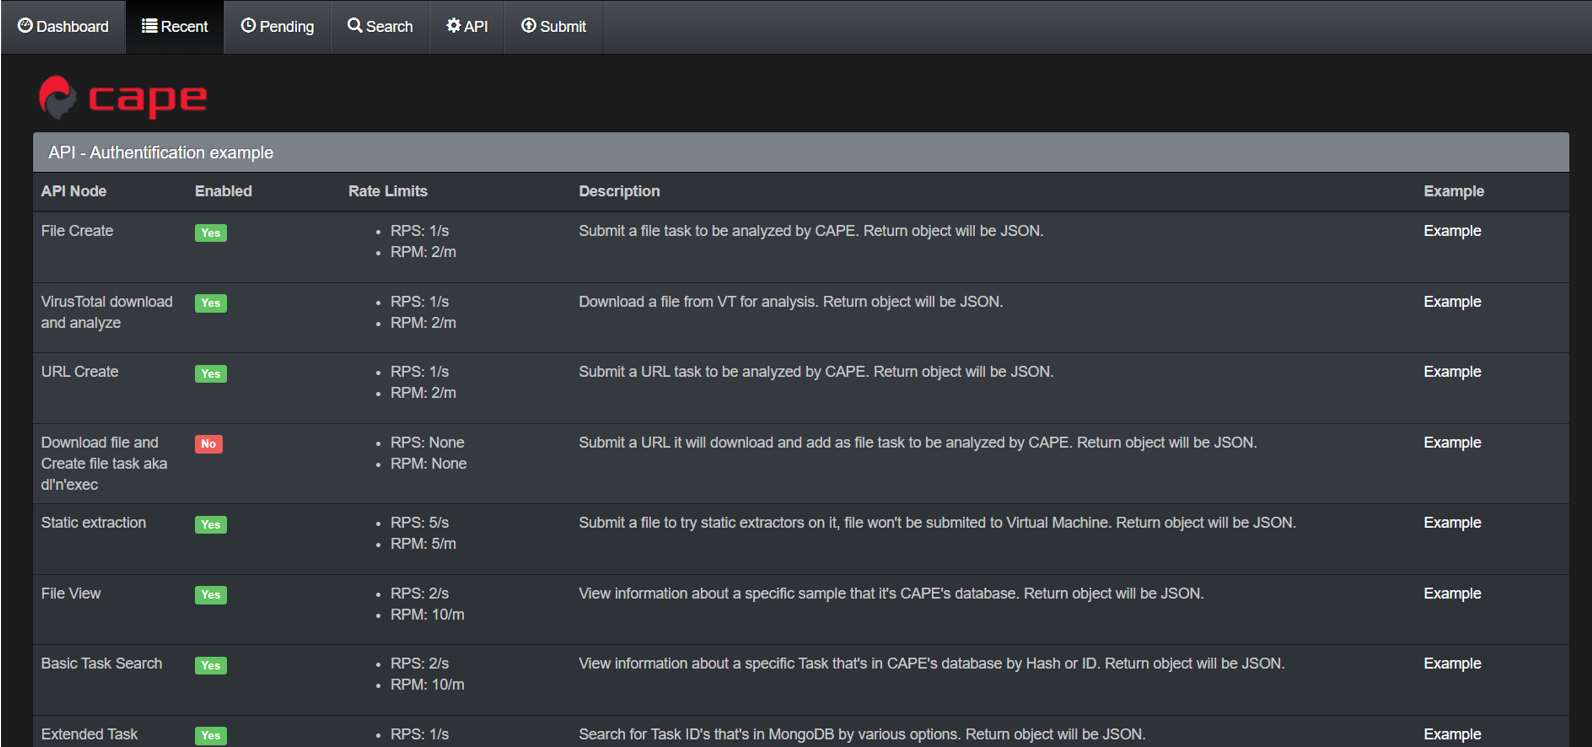 Dashboard Recent Pending Search API Submit
cape
API - Authentification example
API Node Enabled Rate Limits Description Example
File Create Yes RPS: 1/s Submit a file task to be analyzed by CAPE. Return object will be JSON. Example
RPM: 2/m
VirusTotal download Yes RPS: 1/s Download a file from VT for analysis. Return object will be JSON. Example
and analyze RPM: 2/m
URL Create Yes RPS: 1/s Submit a URL task to be analyzed by CAPE. Return object will be JSON. Example
RPM: 2/m
Download file and No RPS: None Submit a URL it will download and add as file task to be analyzed by CAPE. Return object will be JSON. Example
Create file task aka RPM: None
dl'n'exec
Static extraction Yes RPS: 5/s Submit a file to try static extractors on it, file won't be submited to Virtual Machine. Return object will be JSON. Example
RPM: 5/m
File View Yes RPS: 2/s View information about a specific sample that it's CAPE's database. Return object will be JSON. Example
RPM: 10/m
Basic Task Search Yes RPS: 2/s View information about a specific Task that's in CAPE's database by Hash or ID. Return object will be JSON. Example
RPM: 10/m
Extended Task Yes RPS: 1/s Search for Task ID's that's in MongoDB by various options. Return object will be JSON. Example